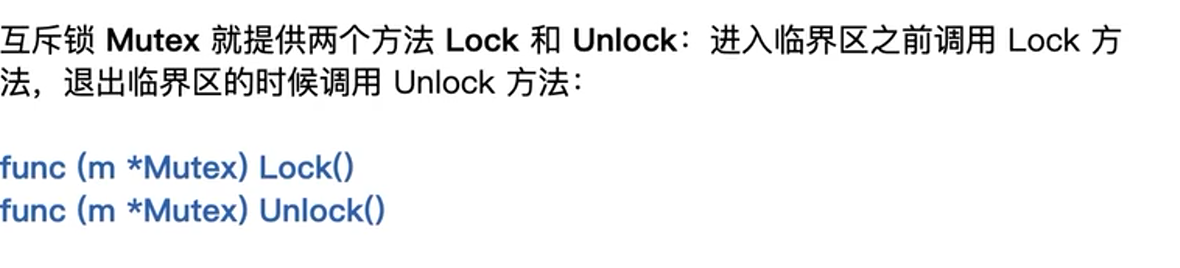 互斥锁 Mutex 就提供两个方法 Lock 和 Unlock：进入临界区之前调用 Lock 方
法，退出临界区的时候调用 Unlock 方法：
func (m *Mutex) Lock()
func (m *Mutex) Unlock()